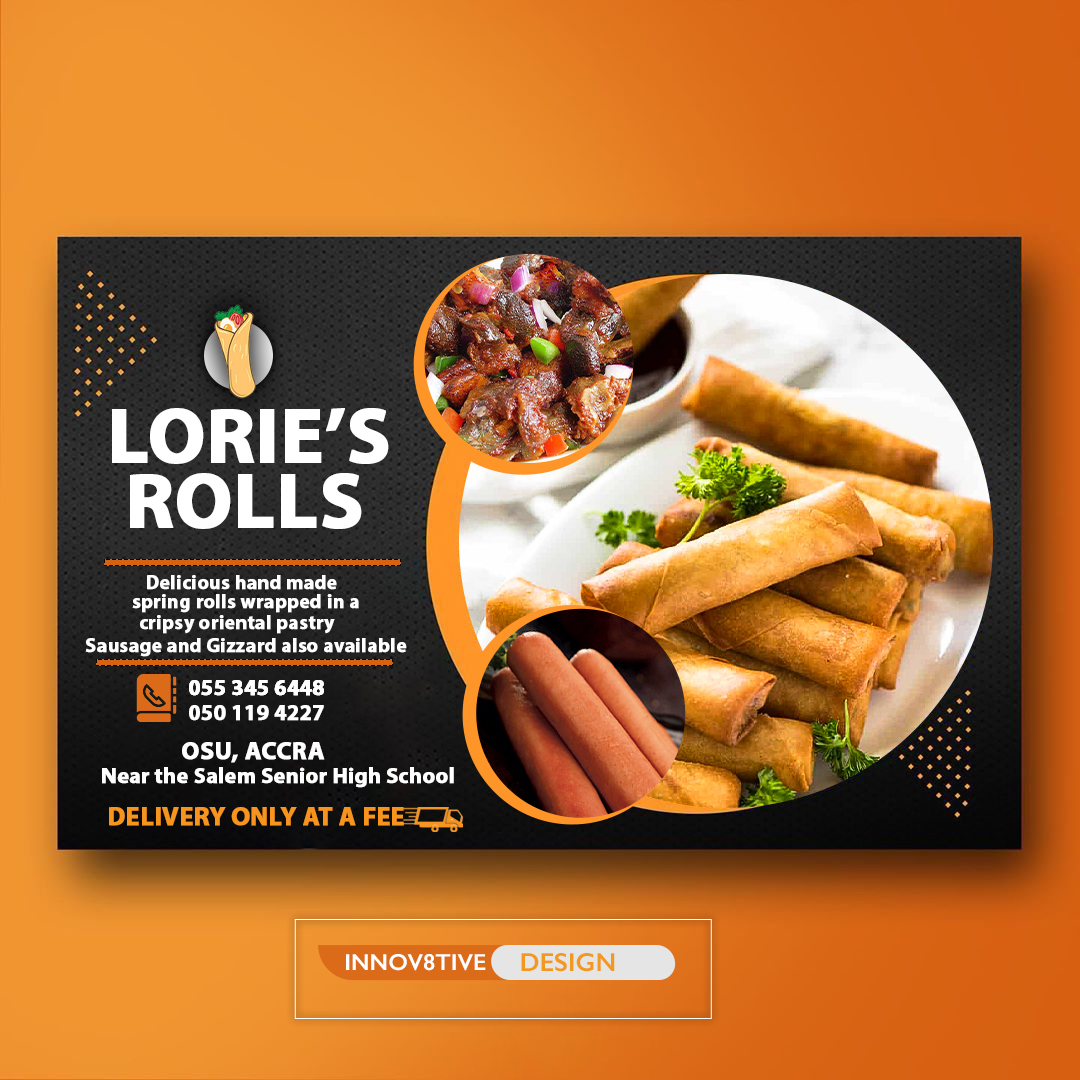 LORIE'S
ROLLS
Delicious hand made
spring rolls wrapped in a
cripsy oriental pastry
Sausage and Gizzard also available
055 345 6448
050 119 4227
OSU, ACCRA
Near the Salem Senior High School
DELIVERY ONLY AT A FEE
INNOV8TIVE DESIGN